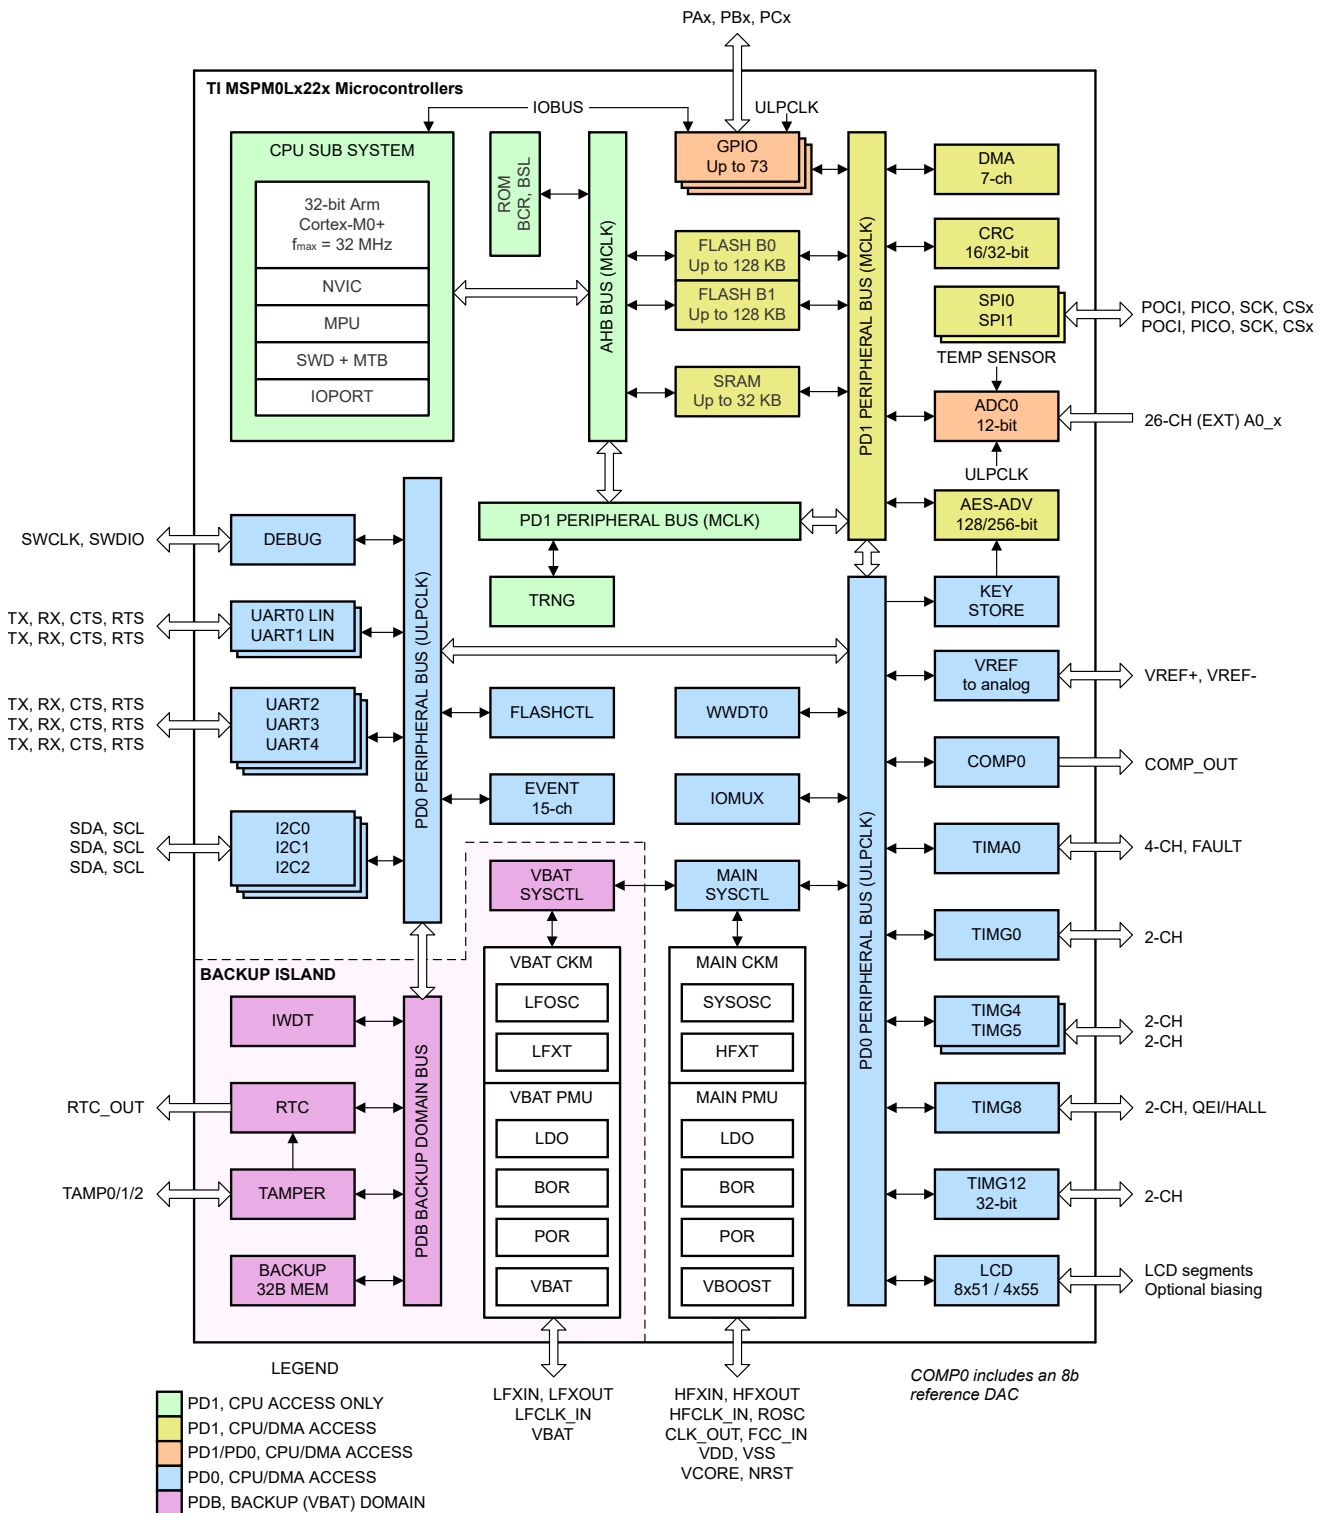 PAx, PBx, PCx
TI MSPM0Lx22x Microcontrollers
IOBUS
ULPCLK
CPU SUB SYSTEM
32-bit Arm
Cortex-M0+
fmax = 32 MHz
NVIC
MPU
SWD + MTB
IOPORT
ROM
BCR, BSL
AHB BUS (MCLK)
GPIO
Up to 73
FLASH B0
Up to 128 KB
FLASH B1
Up to 128 KB
SRAM
Up to 32 KB
PD1 PERIPHERAL BUS (MCLK)
DMA
7-ch
CRC
16/32-bit
SPI0
SPI1
POCI, PICO, SCK, CSx
POCI, PICO, SCK, CSx
TEMP SENSOR
ADC0
12-bit
26-CH (EXT) A0_x
ULPCLK
AES-ADV
128/256-bit
PD1 PERIPHERAL BUS (MCLK)
TRNG
SWCLK, SWDIO
DEBUG
TX, RX, CTS, RTS
TX, RX, CTS, RTS
UART0 LIN
UART1 LIN
TX, RX, CTS, RTS
TX, RX, CTS, RTS
TX, RX, CTS, RTS
UART2
UART3
UART4
SDA, SCL
SDA, SCL
SDA, SCL
I2C0
I2C1
I2C2
PD0 PERIPHERAL BUS (ULPCLK)
FLASHCTL
EVENT
15-ch
WWDT0
IOMUX
VBAT
SYSCTL
MAIN
SYSCTL
PD0 PERIPHERAL BUS (ULPCLK)
KEY
STORE
VREF
to analog
VREF+, VREF-
COMP0
COMP_OUT
TIMA0
4-CH, FAULT
TIMG0
2-CH
TIMG4
TIMG5
2-CH
2-CH
TIMG8
2-CH, QEI/HALL
TIMG12
32-bit
2-CH
LCD
8x51 / 4x55
LCD segments
Optional biasing
BACKUP ISLAND
IWDT
RTC_OUT
RTC
TAMP0/1/2
TAMPER
BACKUP
32B MEM
PDB BACKUP DOMAIN BUS
VBAT CKM
LFOSC
LFXT
VBAT PMU
LDO
BOR
POR
VBAT
MAIN CKM
SYSOSC
HFXT
MAIN PMU
LDO
BOR
POR
VBOOST
LFXIN, LFXOUT
LFCLK_IN
VBAT
HFXIN, HFXOUT
HFCLK_IN, ROSC
CLK_OUT, FCC_IN
VDD, VSS
VCORE, NRST
COMP0 includes an 8b
reference DAC
LEGEND
PD1, CPU ACCESS ONLY
PD1, CPU/DMA ACCESS
PD1/PD0, CPU/DMA ACCESS
PD0, CPU/DMA ACCESS
PDB, BACKUP (VBAT) DOMAIN